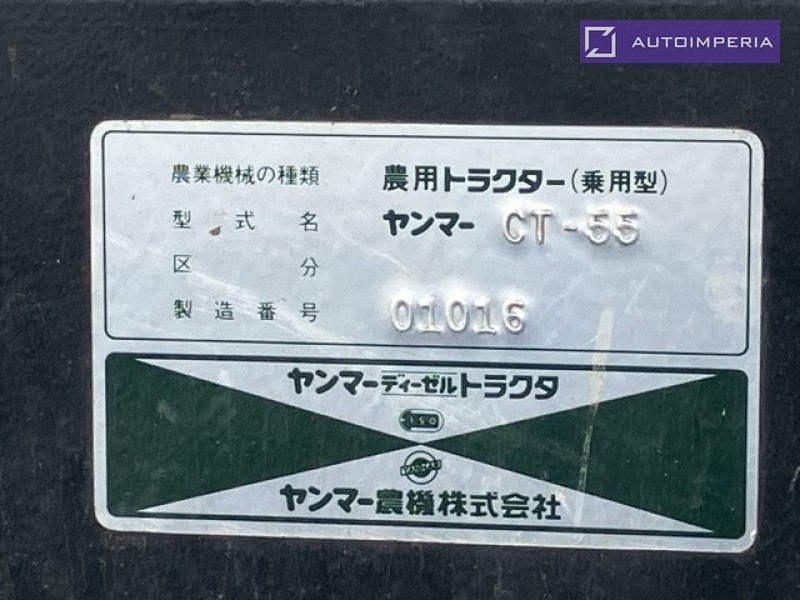 AUTOIMPERIA
農業機械の種類 農用トラクター(乗用型)
型式名 ヤンマー CT-55
区分
製造番号 01016
ヤンマーディーゼルトラクタ
ヤンマー農機株式会社